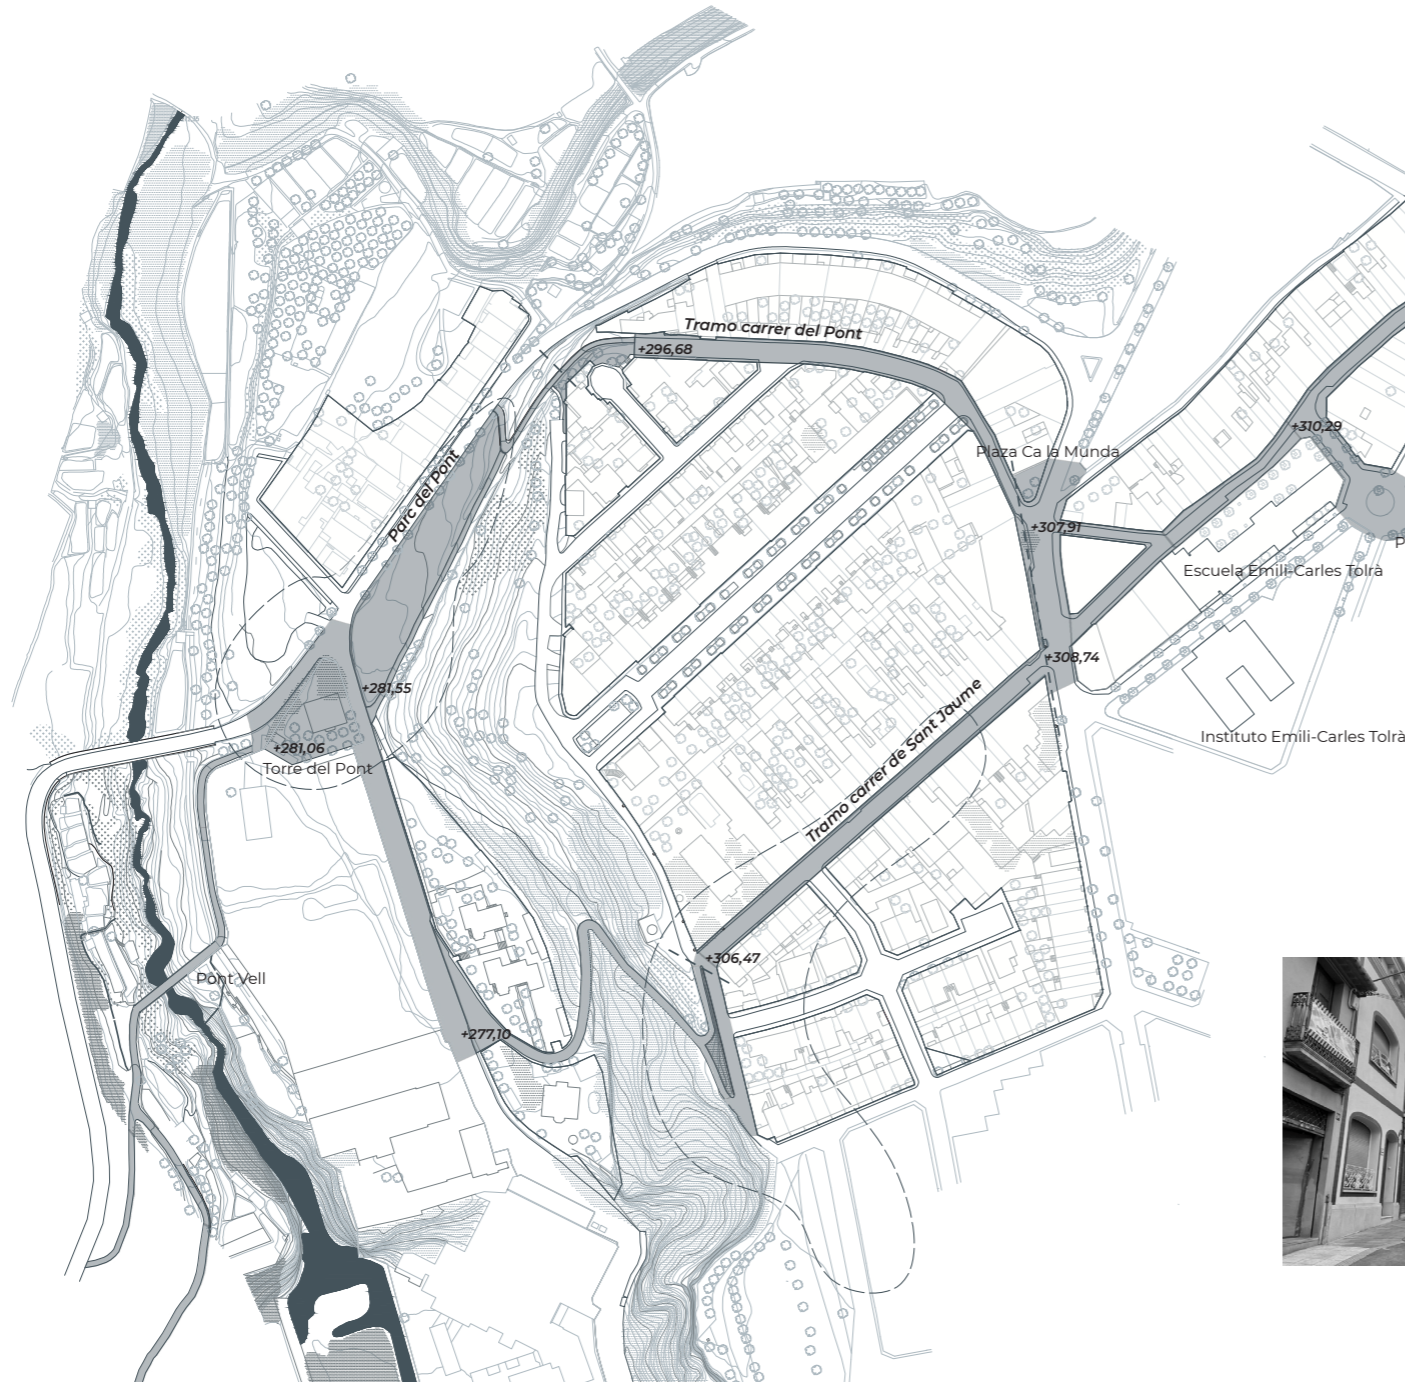 Tramo carrer del Pont
+296,68
+310,29
Plaza Ca la Munda
Parc del Pont
+307,91
P
Escuela Emili-Carles Tolrà
+308,74
+281,55
Tramo carrer de Sant Jaume
Instituto Emili-Carles Tolrà
+281,06
Torre del Pont
+306,47
Pont Vell
+277,10